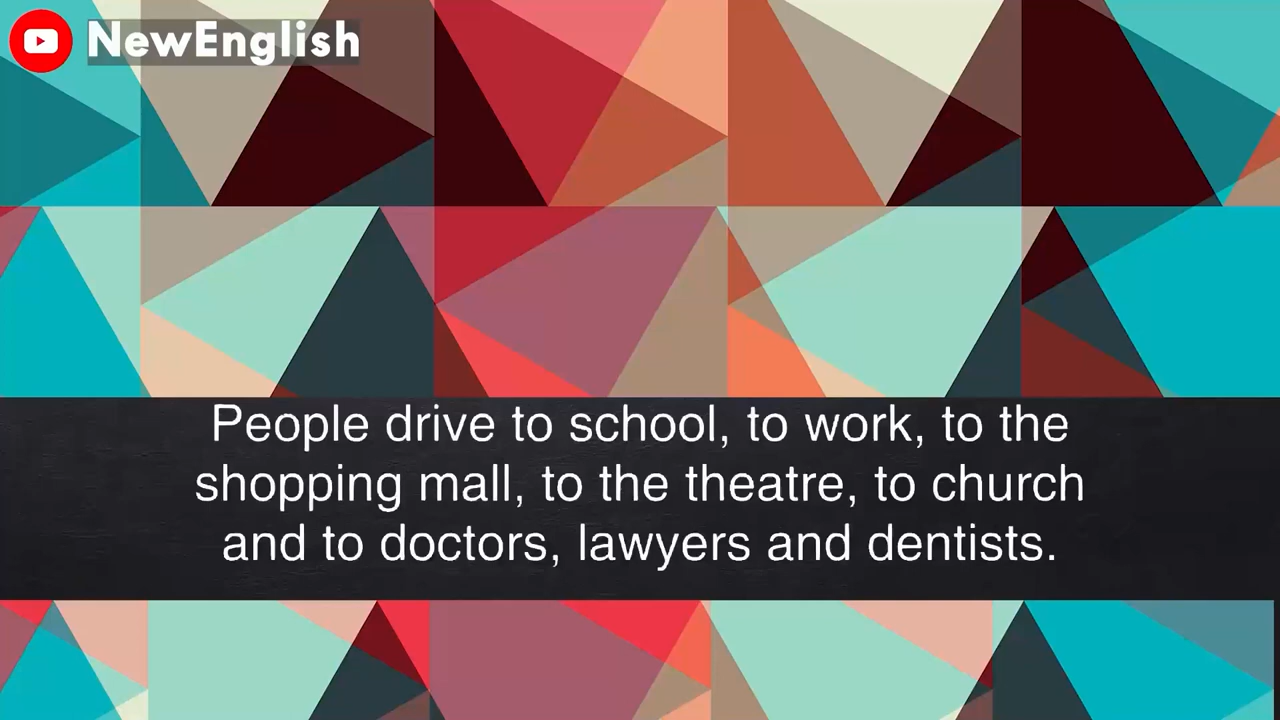 NewEnglish
People drive to school, to work, to the
shopping mall, to the theatre, to church
and to doctors, lawyers and dentists.